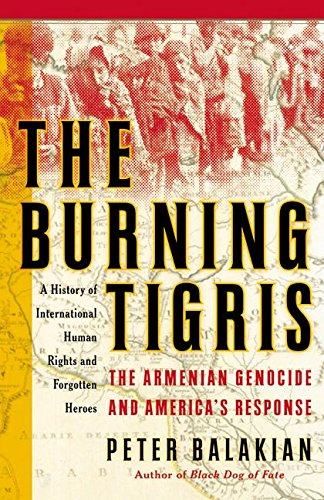 THE
BURNING
TIGRIS
A History of
International
Human
Rights and
Forgotten
Heroes
THE ARMENIAN GENOCIDE
AND AMERICA'S RESPONSE
PETER BALAKIAN
Author of Black Dog of Fate